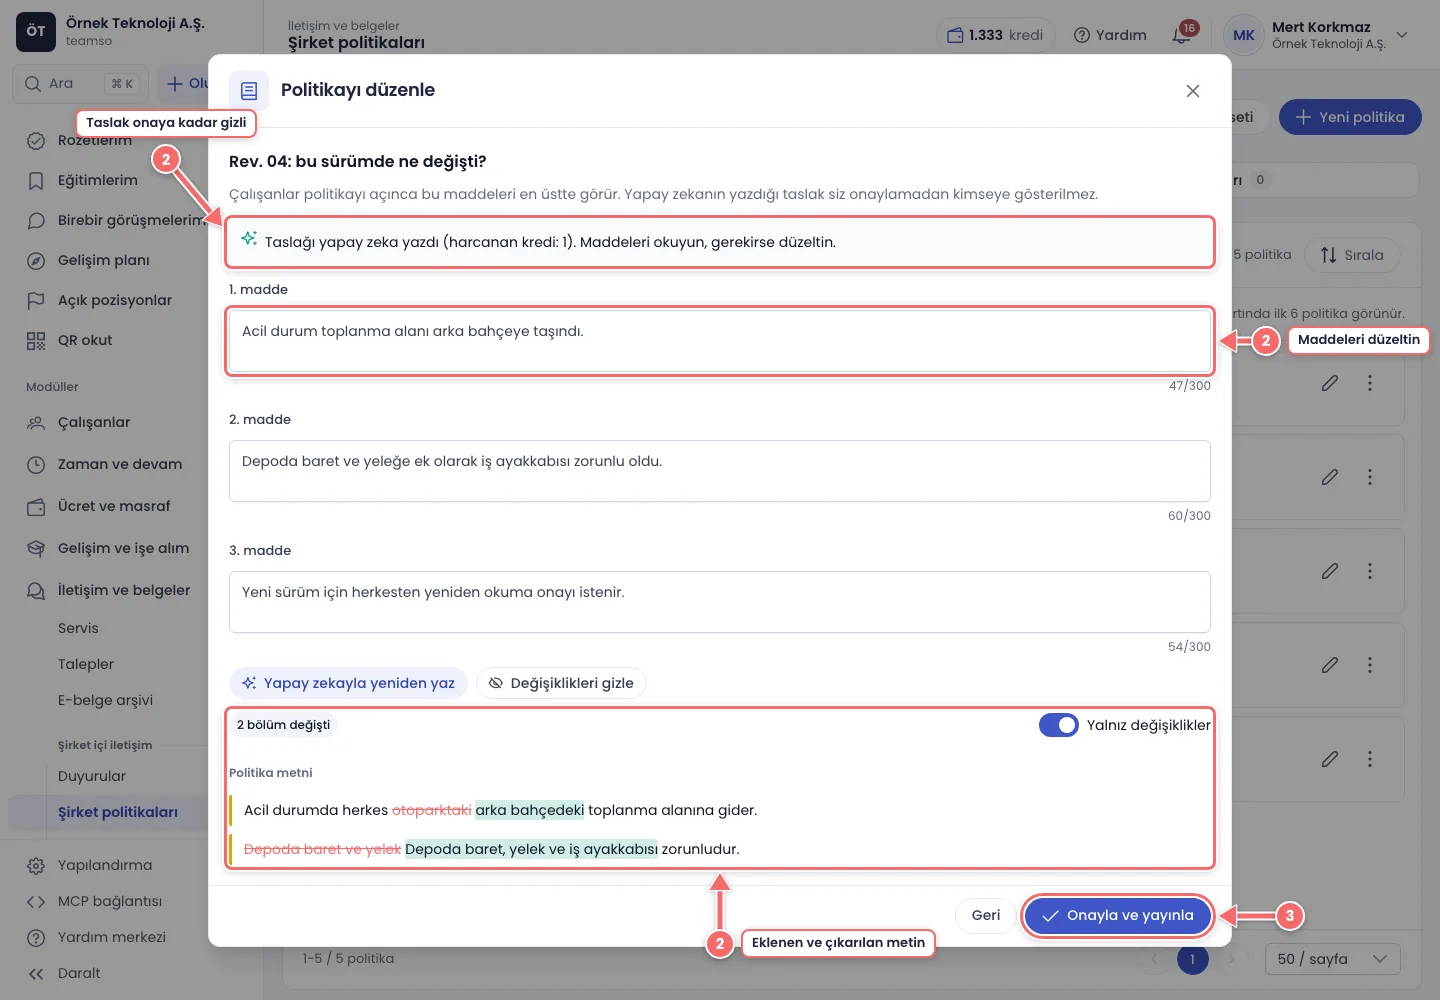 ÖT
Örnek Teknoloji A.Ş.
teamso
İletişim ve belgeler
Şirket politikaları
1.333 kredi
Yardım
16
MK
Mert Korkmaz
Örnek Teknoloji A.Ş.
Ara
⌘ K
Politikayı düzenle
Yeni politika
Taslak onaya kadar gizli
2
Rozetlerim
Eğitimlerim
Birebir görüşmelerim
Gelişim planı
Açık pozisyonlar
QR okut
Modüller
Çalışanlar
Zaman ve devam
Ücret ve masraf
Gelişim ve işe alım
İletişim ve belgeler
Servis
Talepler
E-belge arşivi
Şirket içi iletişim
Duyurular
Şirket politikaları
Yapılandırma
MCP bağlantısı
Yardım merkezi
Daralt
Rev. 04: bu sürümde ne değişti?
Çalışanlar politikayı açınca bu maddeleri en üstte görür. Yapay zekanın yazdığı taslak siz onaylamadan kimseye gösterilmez.
Taslağı yapay zeka yazdı (harcanan kredi: 1). Maddeleri okuyun, gerekirse düzeltin.
1. madde
Acil durum toplanma alanı arka bahçeye taşındı.
47/300
2
Maddeleri düzeltin
2. madde
Depoda baret ve yeleğe ek olarak iş ayakkabısı zorunlu oldu.
60/300
3. madde
Yeni sürüm için herkesten yeniden okuma onayı istenir.
54/300
Yapay zekayla yeniden yaz
Değişiklikleri gizle
2 bölüm değişti
Yalnız değişiklikler
Politika metni
Acil durumda herkes otoparktaki arka bahçedeki toplanma alanına gider.
Depoda baret ve yelek Depoda baret, yelek ve iş ayakkabısı zorunludur.
Geri
Onayla ve yayınla
3
2
Eklenen ve çıkarılan metin
0
5 politika
Sırala
ilk 6 politika görünür.
1-5 / 5 politika
1
50 / sayfa